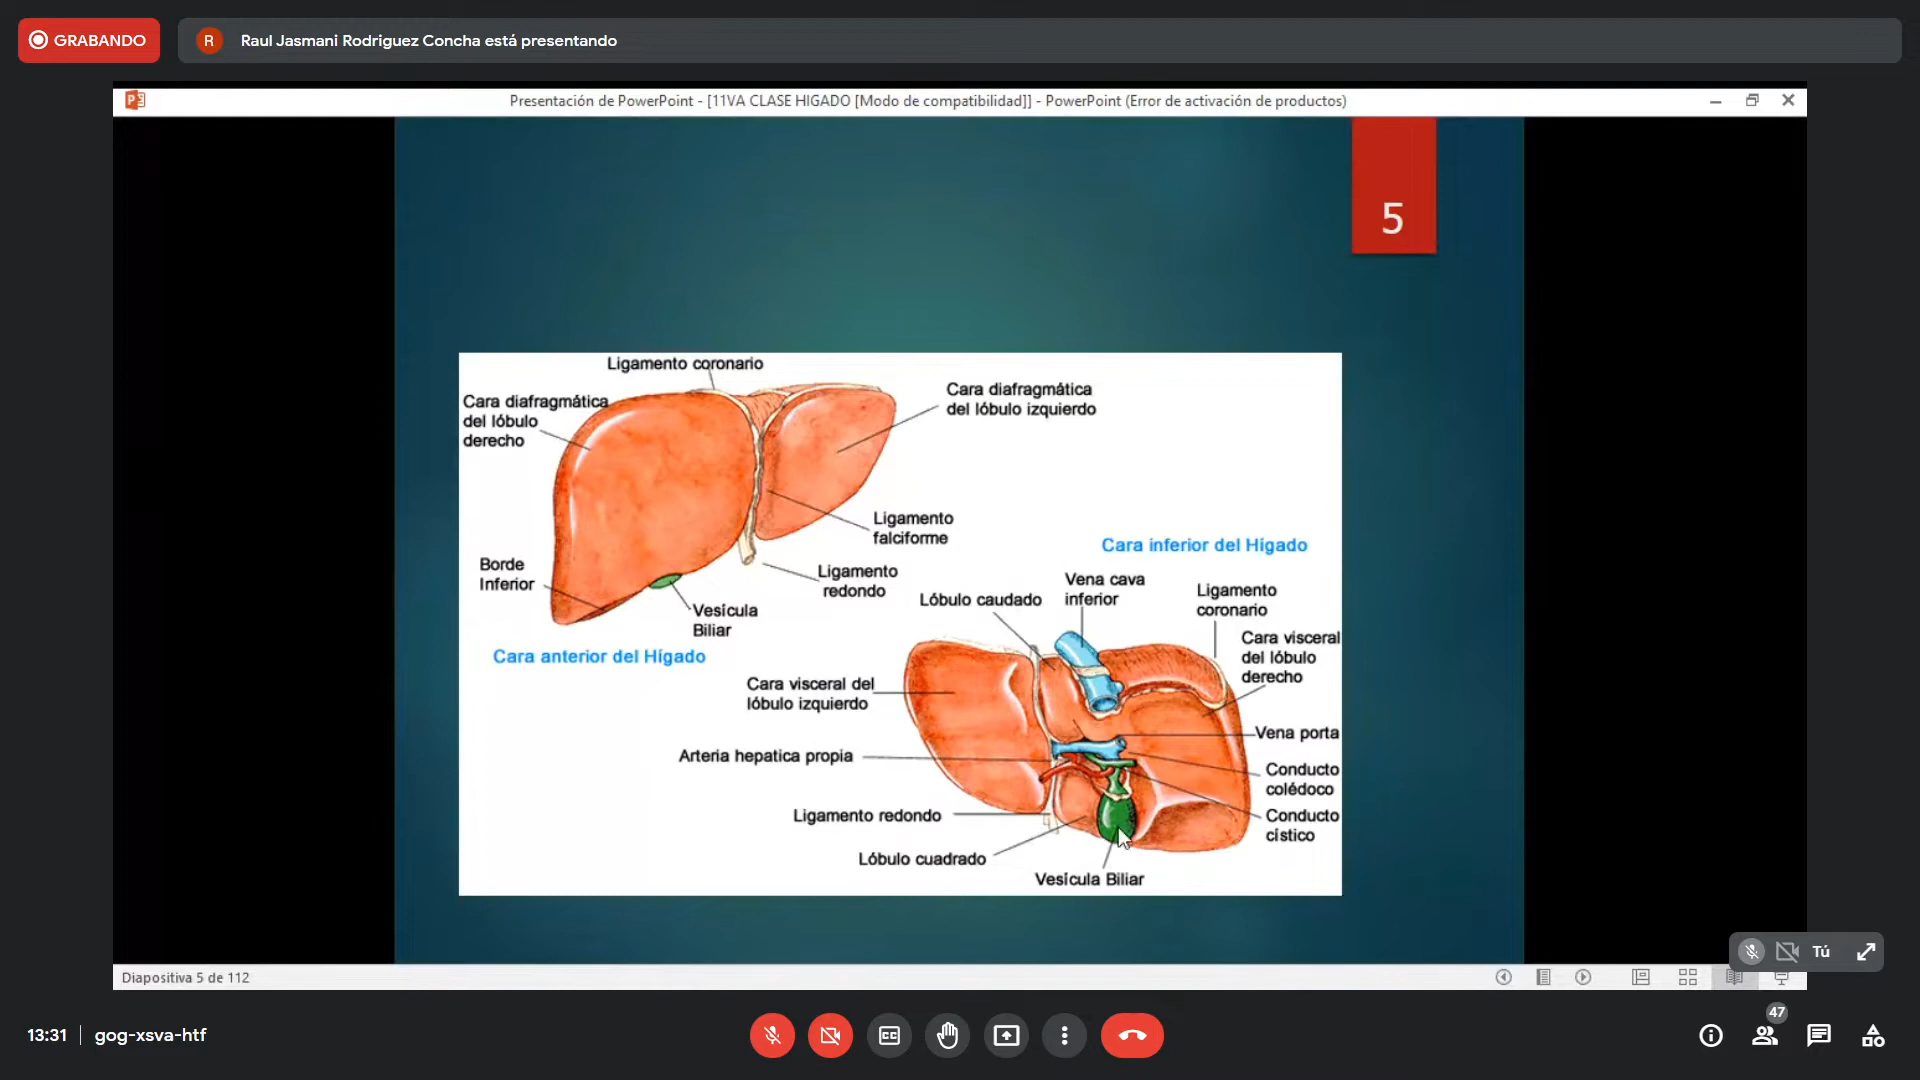 GRABANDO
R
Raul Jasmani Rodriguez Concha está presentando
Presentación de PowerPoint - [11VA CLASE HIGADO [Modo de compatibilidad]] - PowerPoint (Error de activación de productos)
5
Ligamento coronario
Cara diafragmática
del lóbulo
derecho
Cara diafragmática
del lóbulo izquierdo
Ligamento
falciforme
Borde
Inferior
Ligamento
redondo
Vesícula
Biliar
Cara anterior del Hígado
Cara inferior del Hígado
Lóbulo caudado
Vena cava
inferior
Ligamento
coronario
Cara visceral
del lóbulo
derecho
Cara visceral del
lóbulo izquierdo
Vena porta
Arteria hepatica propia
Conducto
colédoco
Ligamento redondo
Conducto
cístico
Lóbulo cuadrado
Vesícula Biliar
Tú
Diapositiva 5 de 112
13:31
gog-xsva-htf
CC
47